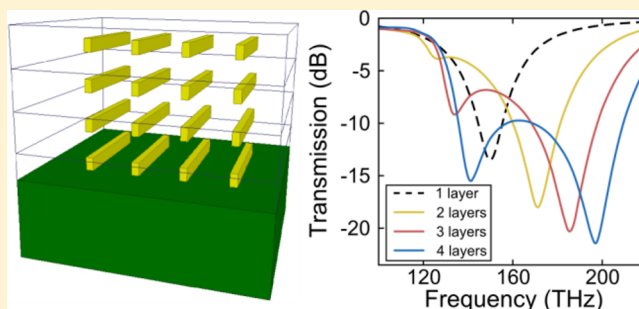 0
-5
-10
-15
-20
Transmission (dB)
1 layer
2 layers
3 layers
4 layers
120
160
200
Frequency (THz)